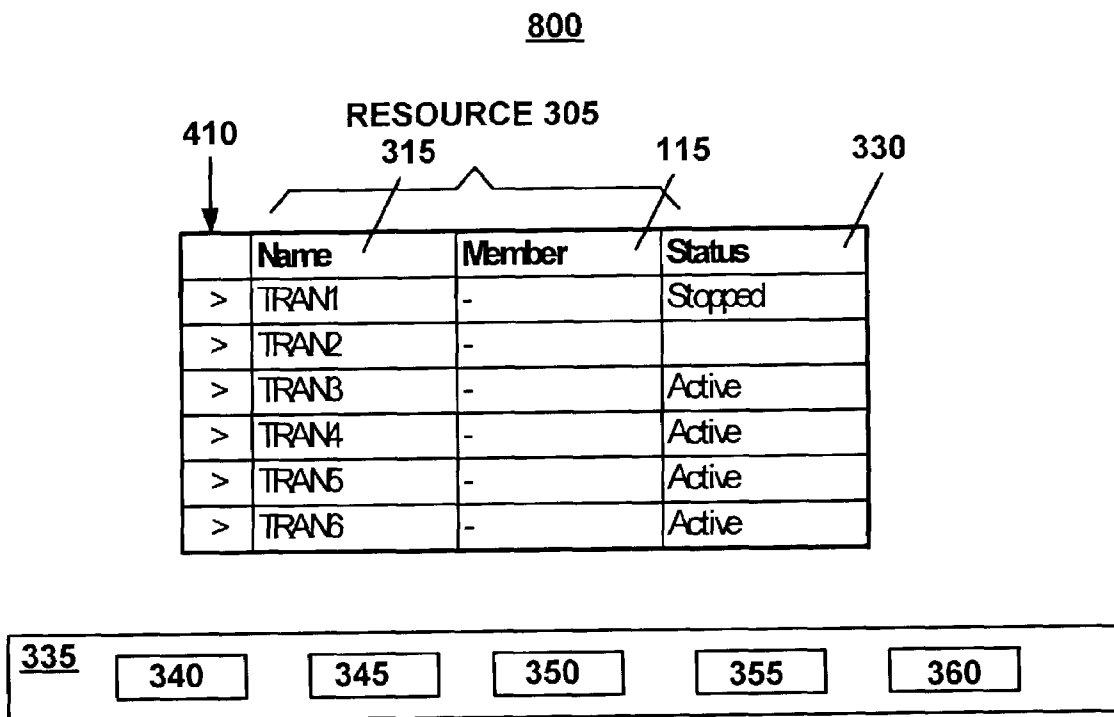 800
RESOURCE 305
410 315 115 330
Name Member Status
> TRAN1 - Stopped
> TRAN2 -
> TRAN3 - Active
> TRAN4 - Active
> TRAN5 - Active
> TRAN6 - Active
335 340 345 350 355 360